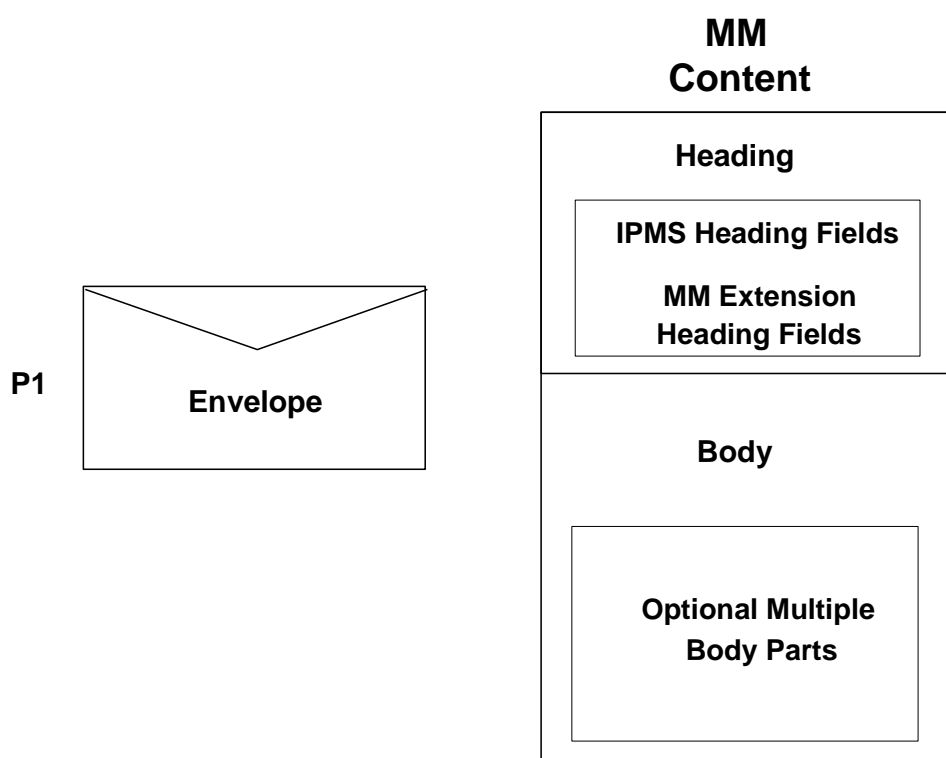 MM
Content
Heading
IPMS Heading Fields
MM Extension
Heading Fields
P1
Envelope
Body
Optional Multiple
Body Parts